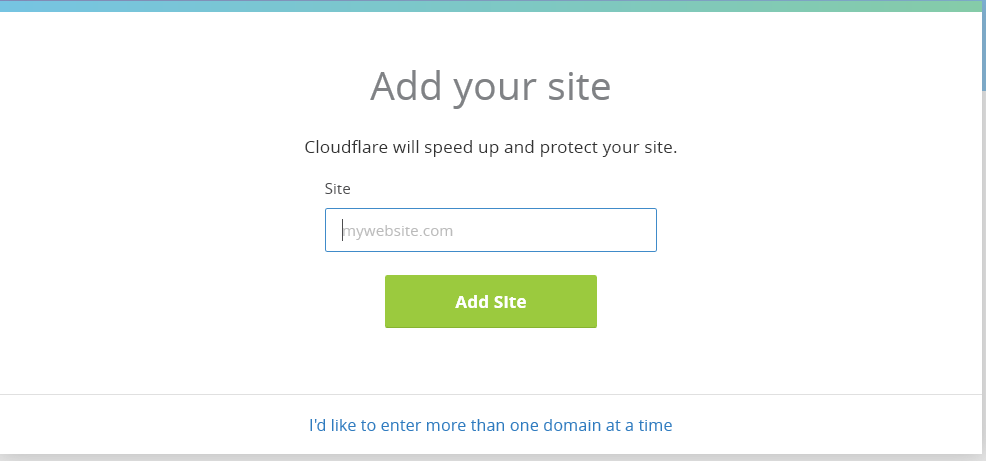 Add your site
Cloudflare will speed up and protect your site.
Site
mywebsite.com
Add Site
I'd like to enter more than one domain at a time